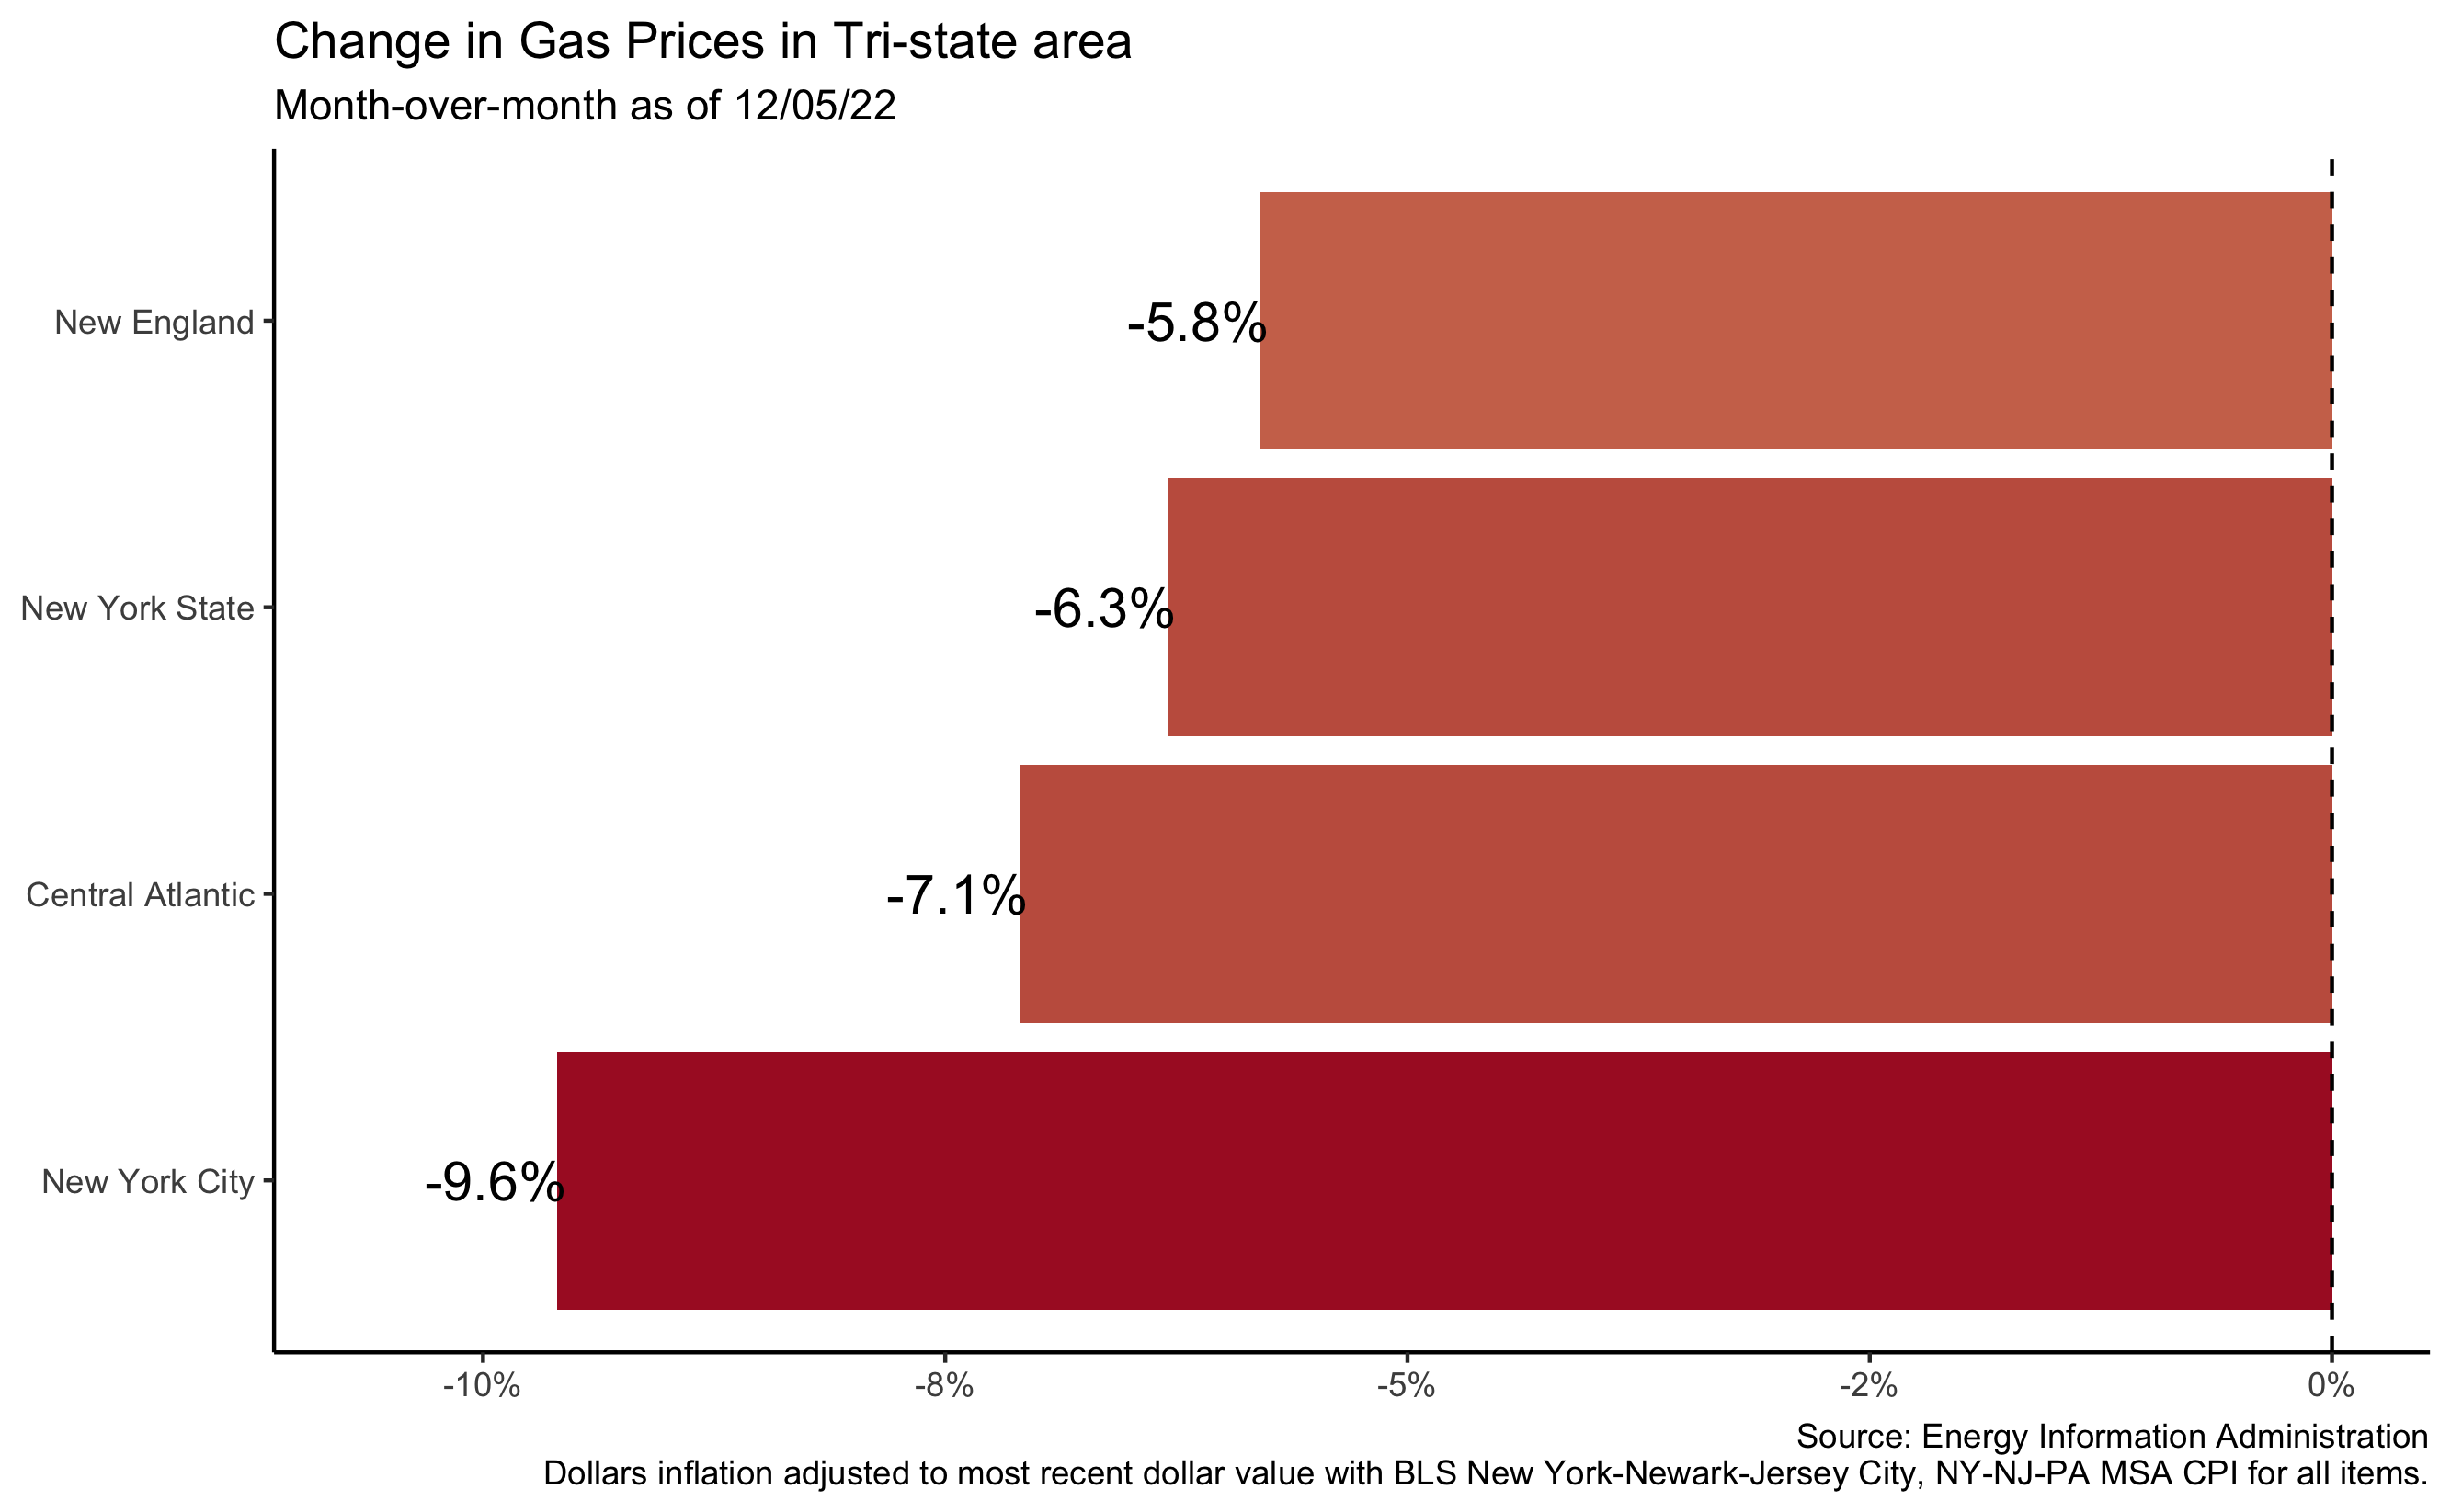 Change in Gas Prices in Tri-state area
Month-over-month as of 12/05/22
New England
-5.8%
New York State
-6.3%
Central Atlantic
-7.1%
New York City
-9.6%
-10%
-8%
-5%
-2%
0%
Source: Energy Information Administration
Dollars inflation adjusted to most recent dollar value with BLS New York-Newark-Jersey City, NY-NJ-PA MSA CPI for all items.